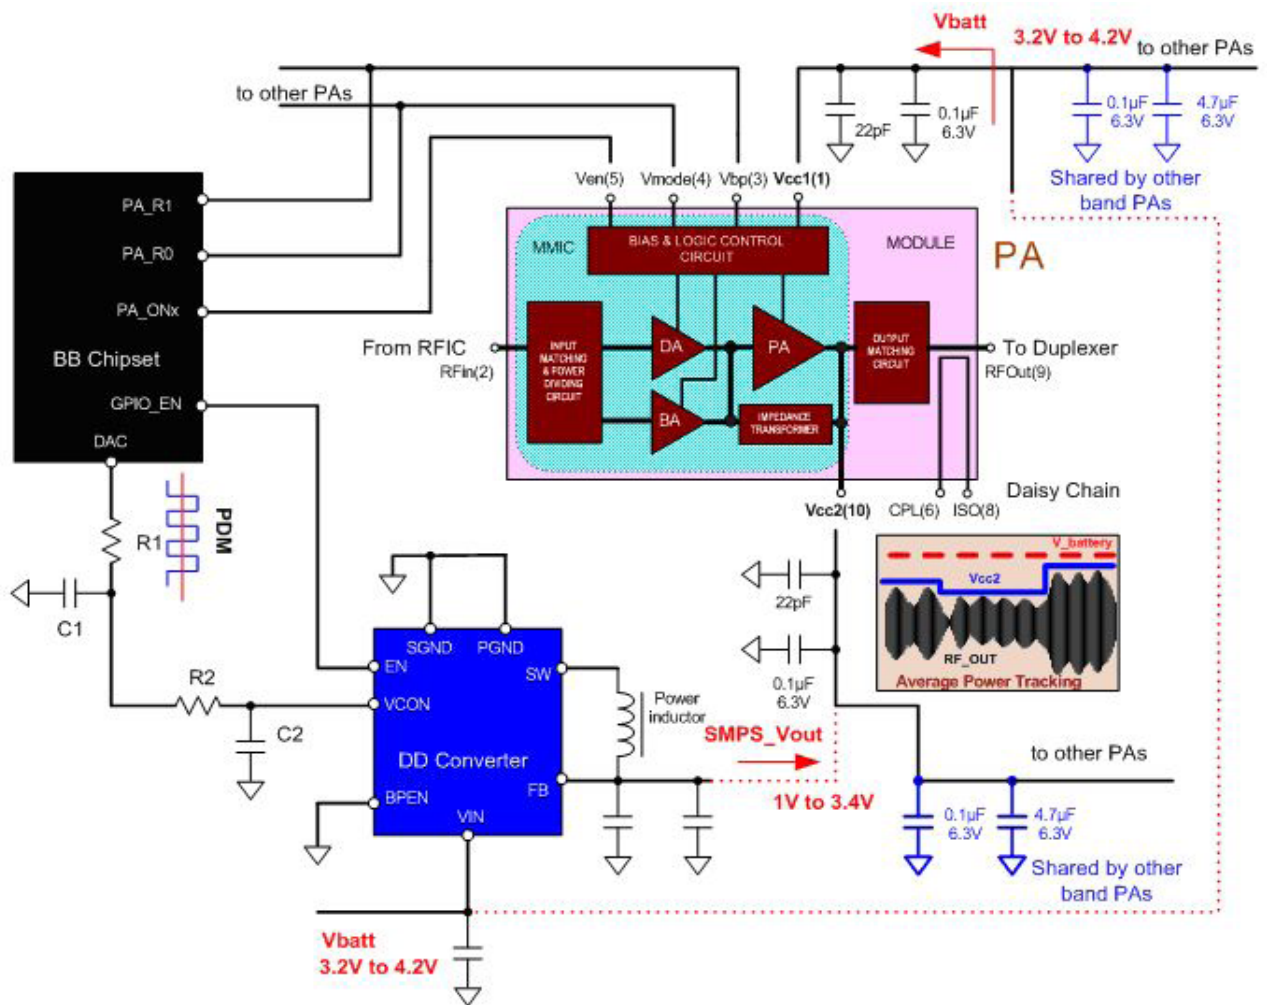 Vbatt
3.2V to 4.2V
to other PAs
to other PAs
22pF
0.1µF
6.3V
0.1µF
6.3V
4.7µF
6.3V
Shared by other
band PAs
Ven(5)
Vmode(4)
Vbp(3)
Vcc1(1)
PA_R1
PA_R0
PA_ONx
BB Chipset
GPIO_EN
DAC
MMIC
BIAS & LOGIC CONTROL
CIRCUIT
MODULE
PA
From RFIC
RFin(2)
INPUT
MATCHING
& POWER
DIVIDING
CIRCUIT
DA
PA
BA
IMPEDANCE
TRANSFORMER
OUTPUT
MATCHING
CIRCUIT
To Duplexer
RFOut(9)
Vcc2(10)
CPL(6)
ISO(8)
Daisy Chain
R1
PDM
C1
R2
C2
22pF
0.1µF
6.3V
V_battery
Vcc2
RF_OUT
Average Power Tracking
SGND
PGND
EN
SW
VCON
DD Converter
FB
BPEN
VIN
Power
inductor
SMPS_Vout
1V to 3.4V
to other PAs
0.1µF
6.3V
4.7µF
6.3V
Shared by other
band PAs
Vbatt
3.2V to 4.2V